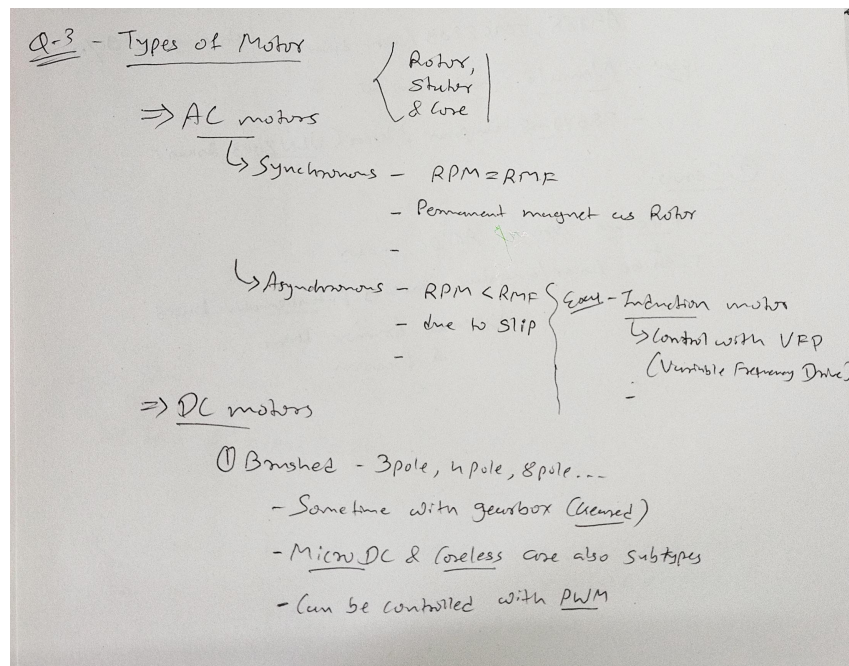 Q-3 - Types of Motor
Rotor,
Stator
& Core
⇒ AC motors
↳ Synchronous - RPM = RMF
- Permanent magnet as Rotor
-
↳ Asynchronous - RPM < RMF
- due to slip
-
Exa - Induction motor
↳ Control with VFD
(Variable Frequency Drive)
-
⇒ DC motors
① Brushed - 3pole, 4pole, 8pole...
- Sometime with gearbox (Geared)
- Micro DC & Coreless are also subtypes
- Can be controlled with PWM